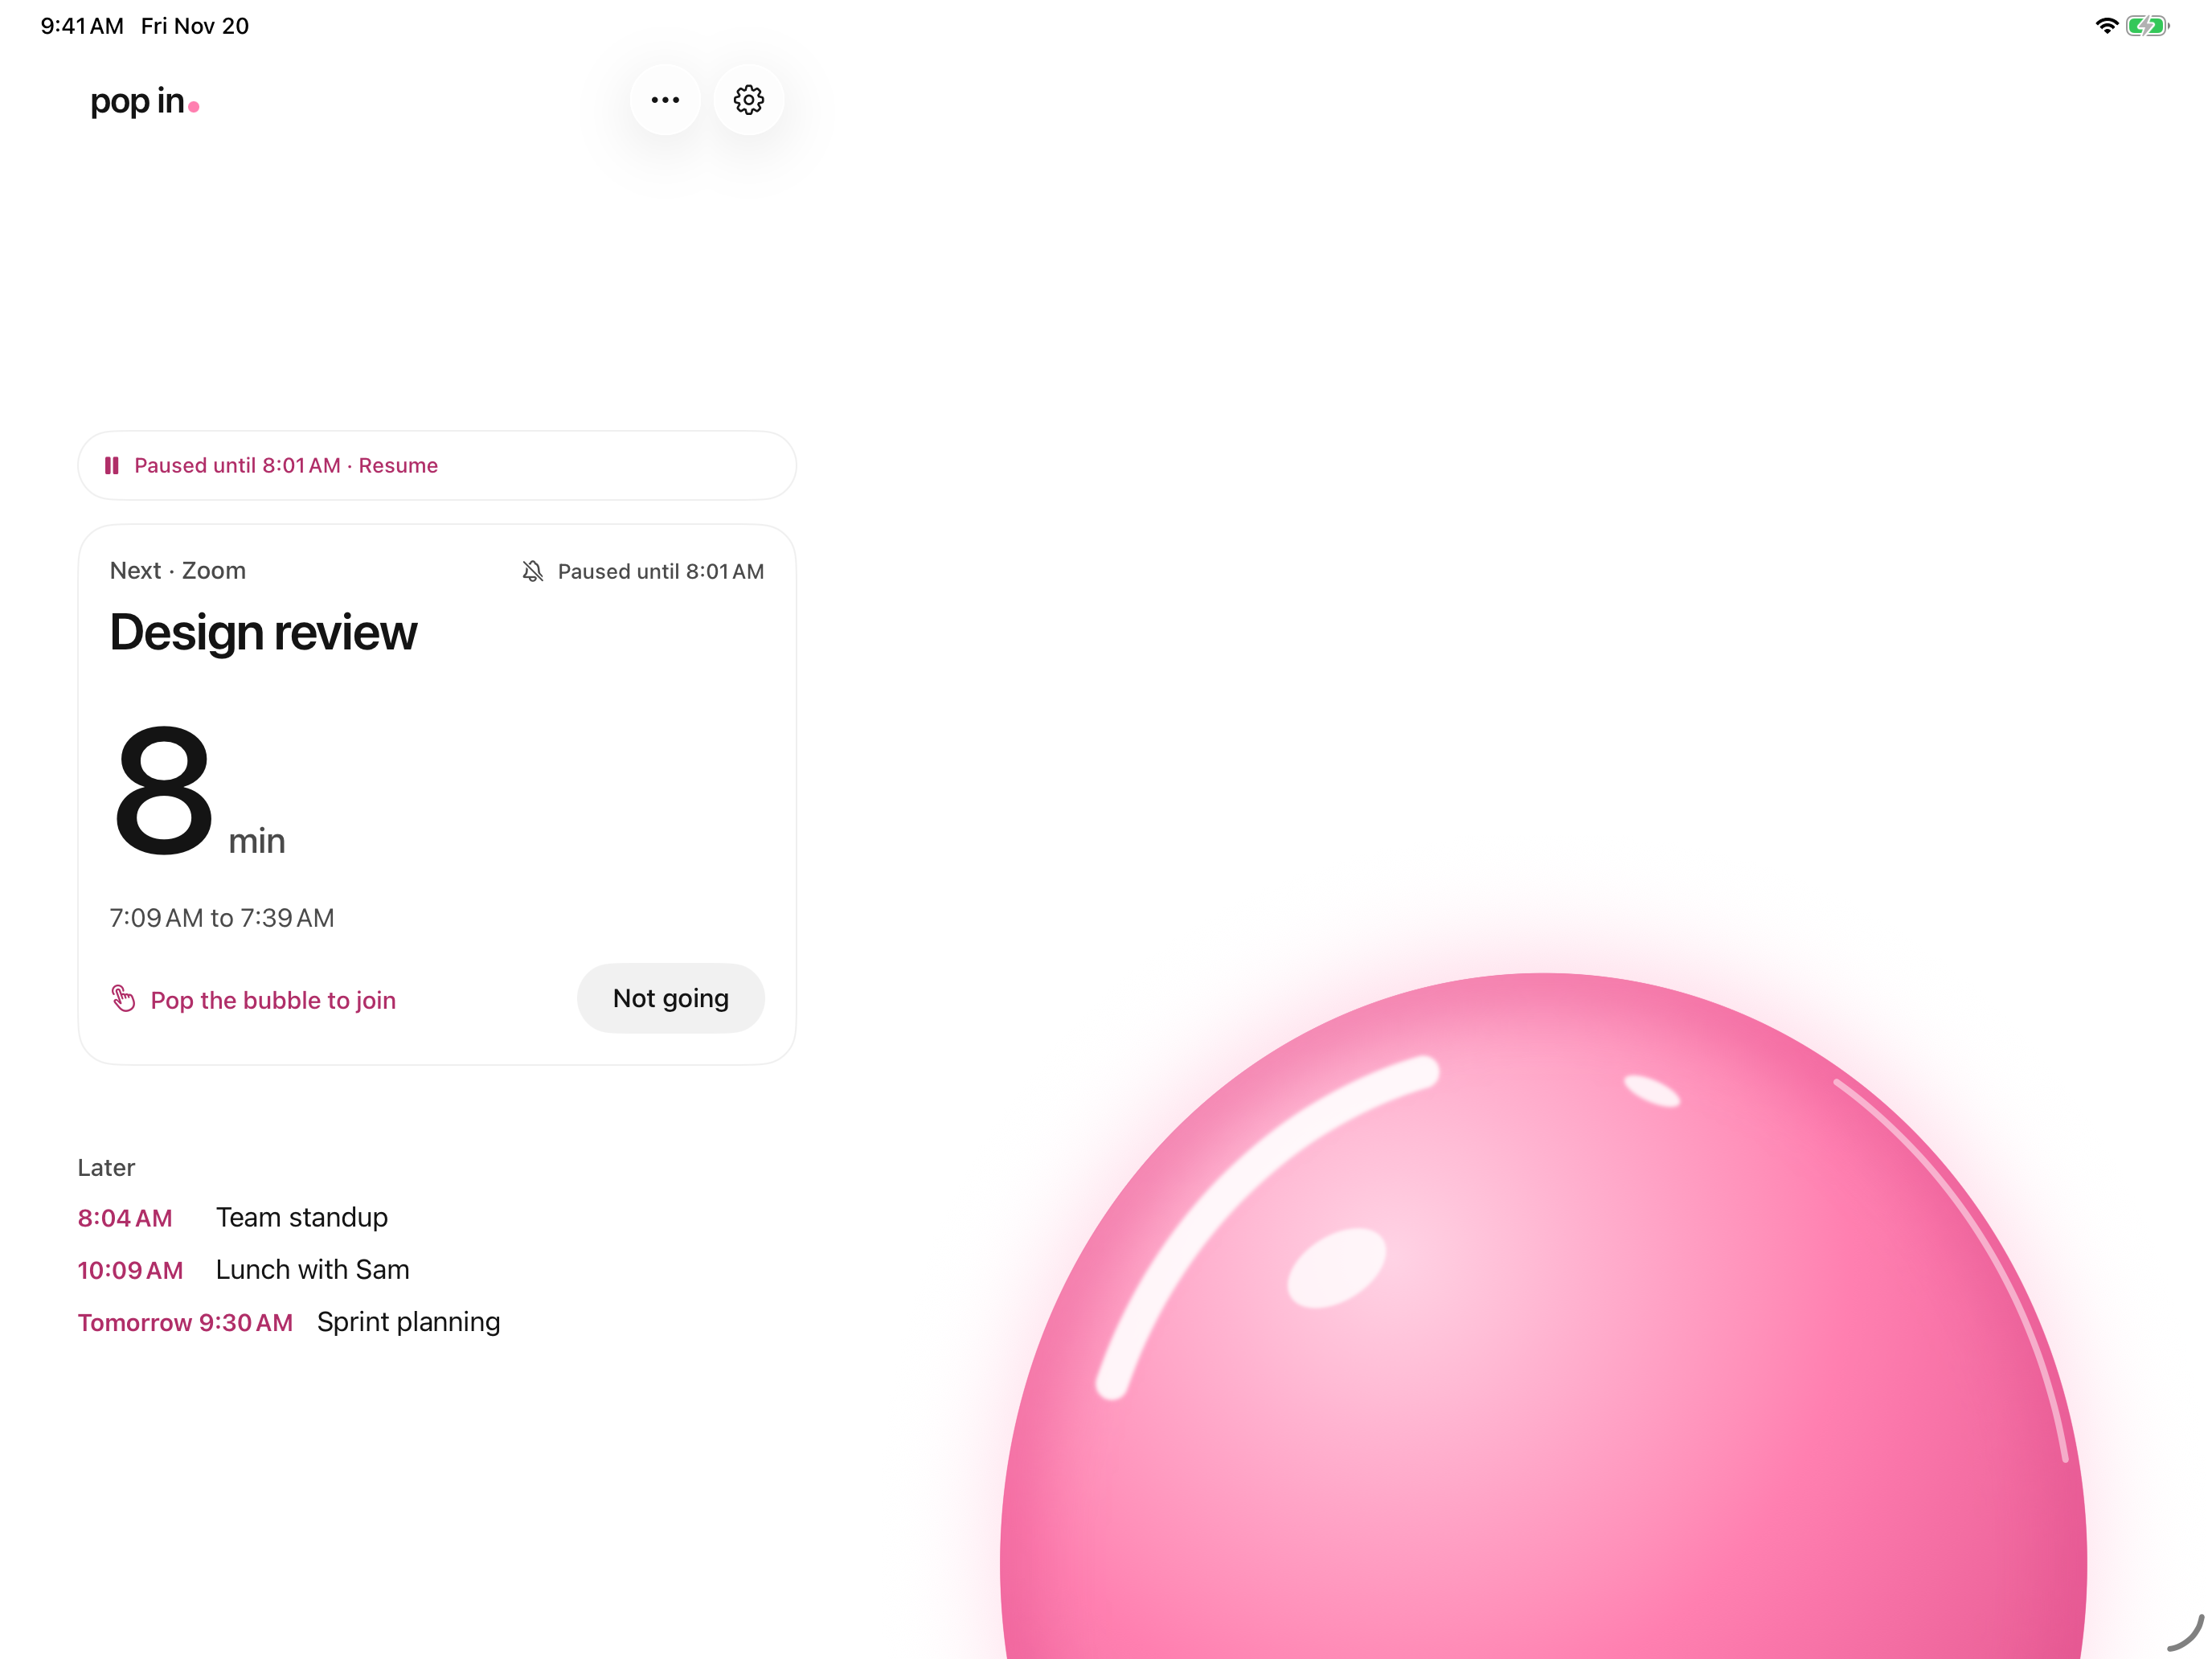 9:41 AM Fri Nov 20
pop in
Paused until 8:01 AM · Resume
Next · Zoom
Paused until 8:01 AM
Design review
8 min
7:09 AM to 7:39 AM
Pop the bubble to join
Not going
Later
8:04 AM Team standup
10:09 AM Lunch with Sam
Tomorrow 9:30 AM Sprint planning